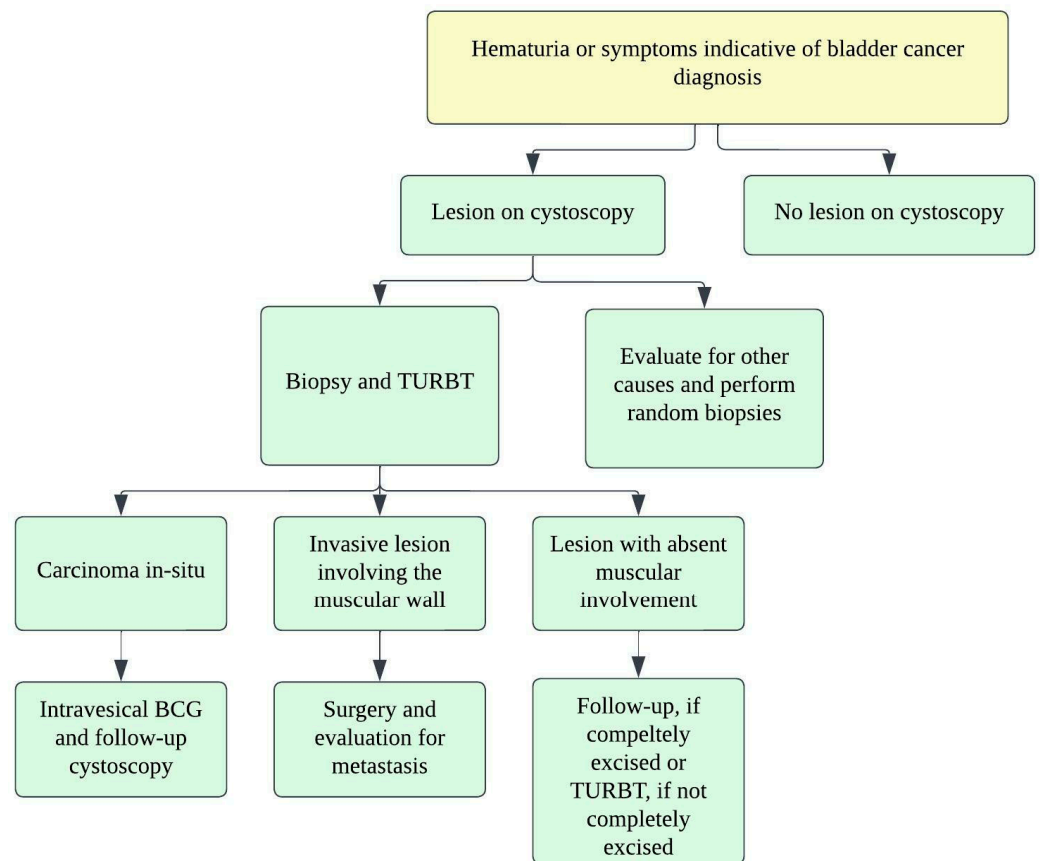 Hematuria or symptoms indicative of bladder cancer
diagnosis
Lesion on cystoscopy
No lesion on cystoscopy
Biopsy and TURBT
Evaluate for other
causes and perform
random biopsies
Carcinoma in-situ
Invasive lesion
involving the
muscular wall
Lesion with absent
muscular
involvement
Intravesical BCG
and follow-up
cystoscopy
Surgery and
evaluation for
metastasis
Follow-up, if
compeltely
excised or
TURBT, if not
completely
excised